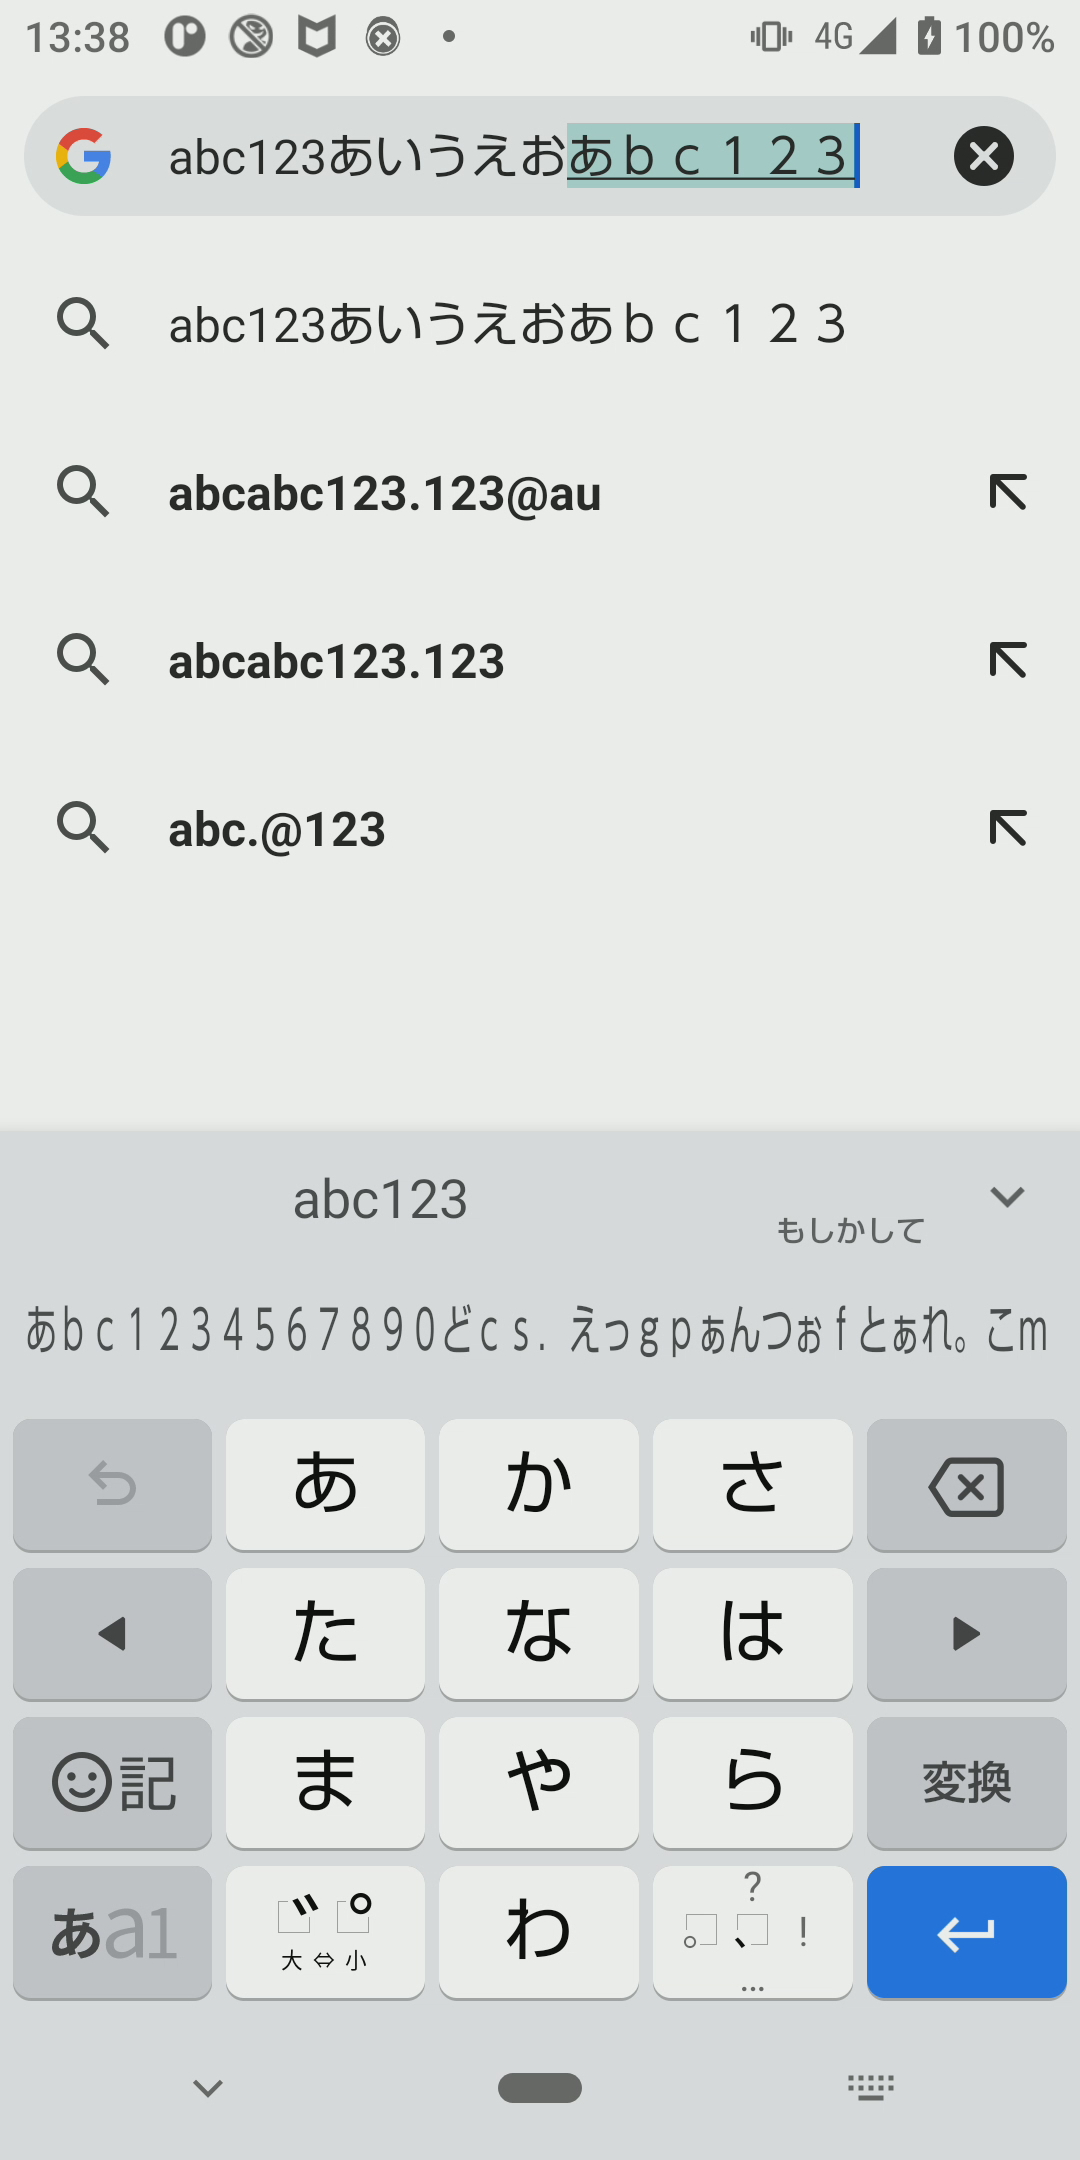 13:38 4G 100%
abc123あいうえおあｂｃ１２３
abc123あいうえおあｂｃ１２３
abcabc123.123@au
abcabc123.123
abc.@123
abc123 もしかして
あｂｃ１２３４５６７８９０どｃｓ．えっｇｐぁんつぉｆとぁれ。こｍ
あ か さ
た な は
記 ま や ら 変換
あa1 大⇔小 わ 。、?!…